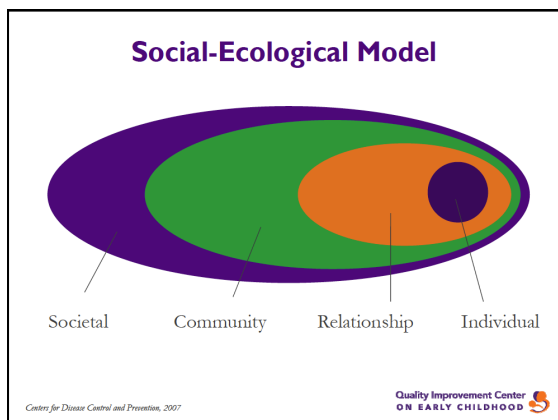 Social-Ecological Model
Societal
Community
Relationship
Individual
Centers for Disease Control and Prevention, 2007
Quality Improvement Center
ON EARLY CHILDHOOD